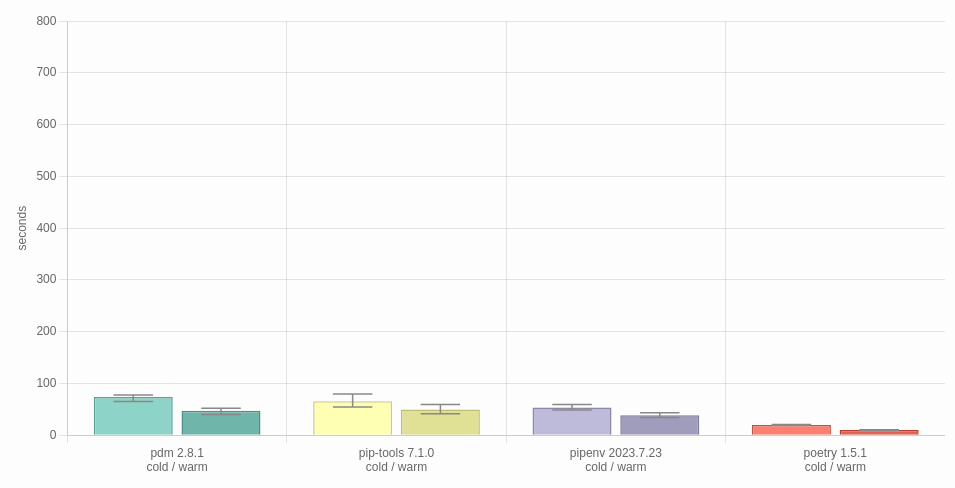 800
700
600
500
400
300
200
100
0
seconds
pdm 2.8.1
cold / warm
pip-tools 7.1.0
cold / warm
pipenv 2023.7.23
cold / warm
poetry 1.5.1
cold / warm